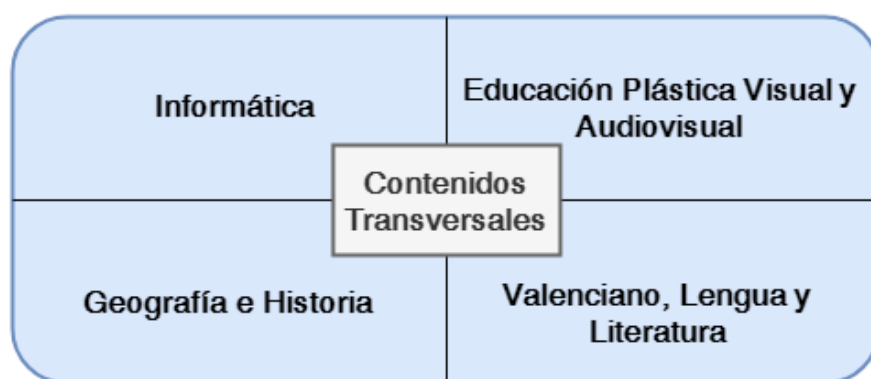 Informática
Educación Plástica Visual y
Audiovisual
Contenidos
Transversales
Geografía e Historia
Valenciano, Lengua y
Literatura